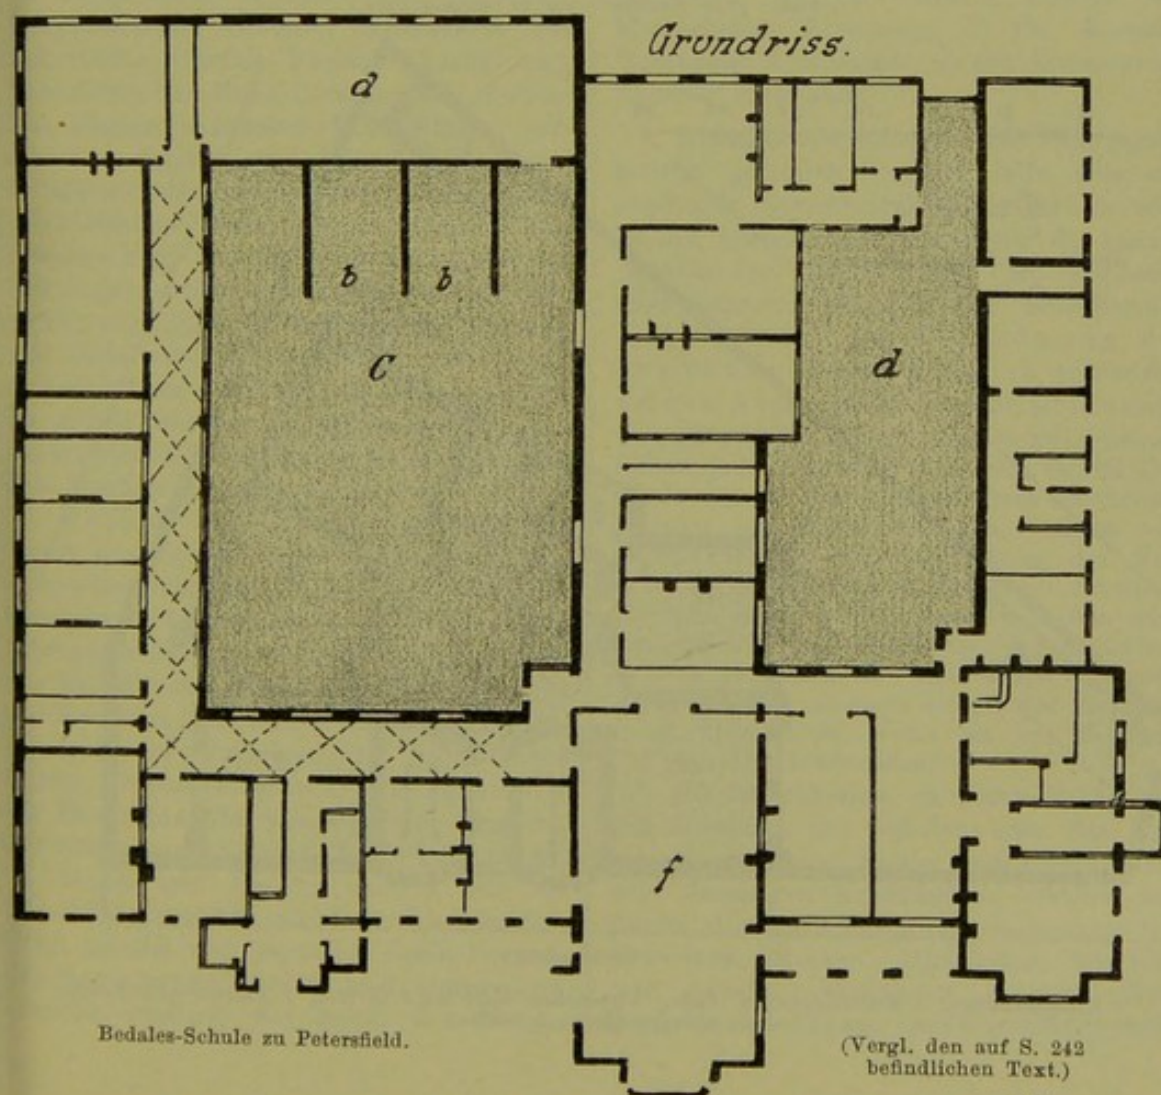 Grundriss.
d
b b
C
d
f
Bedales-Schule zu Petersfield.
(Vergl. den auf S. 242
befindlichen Text.)